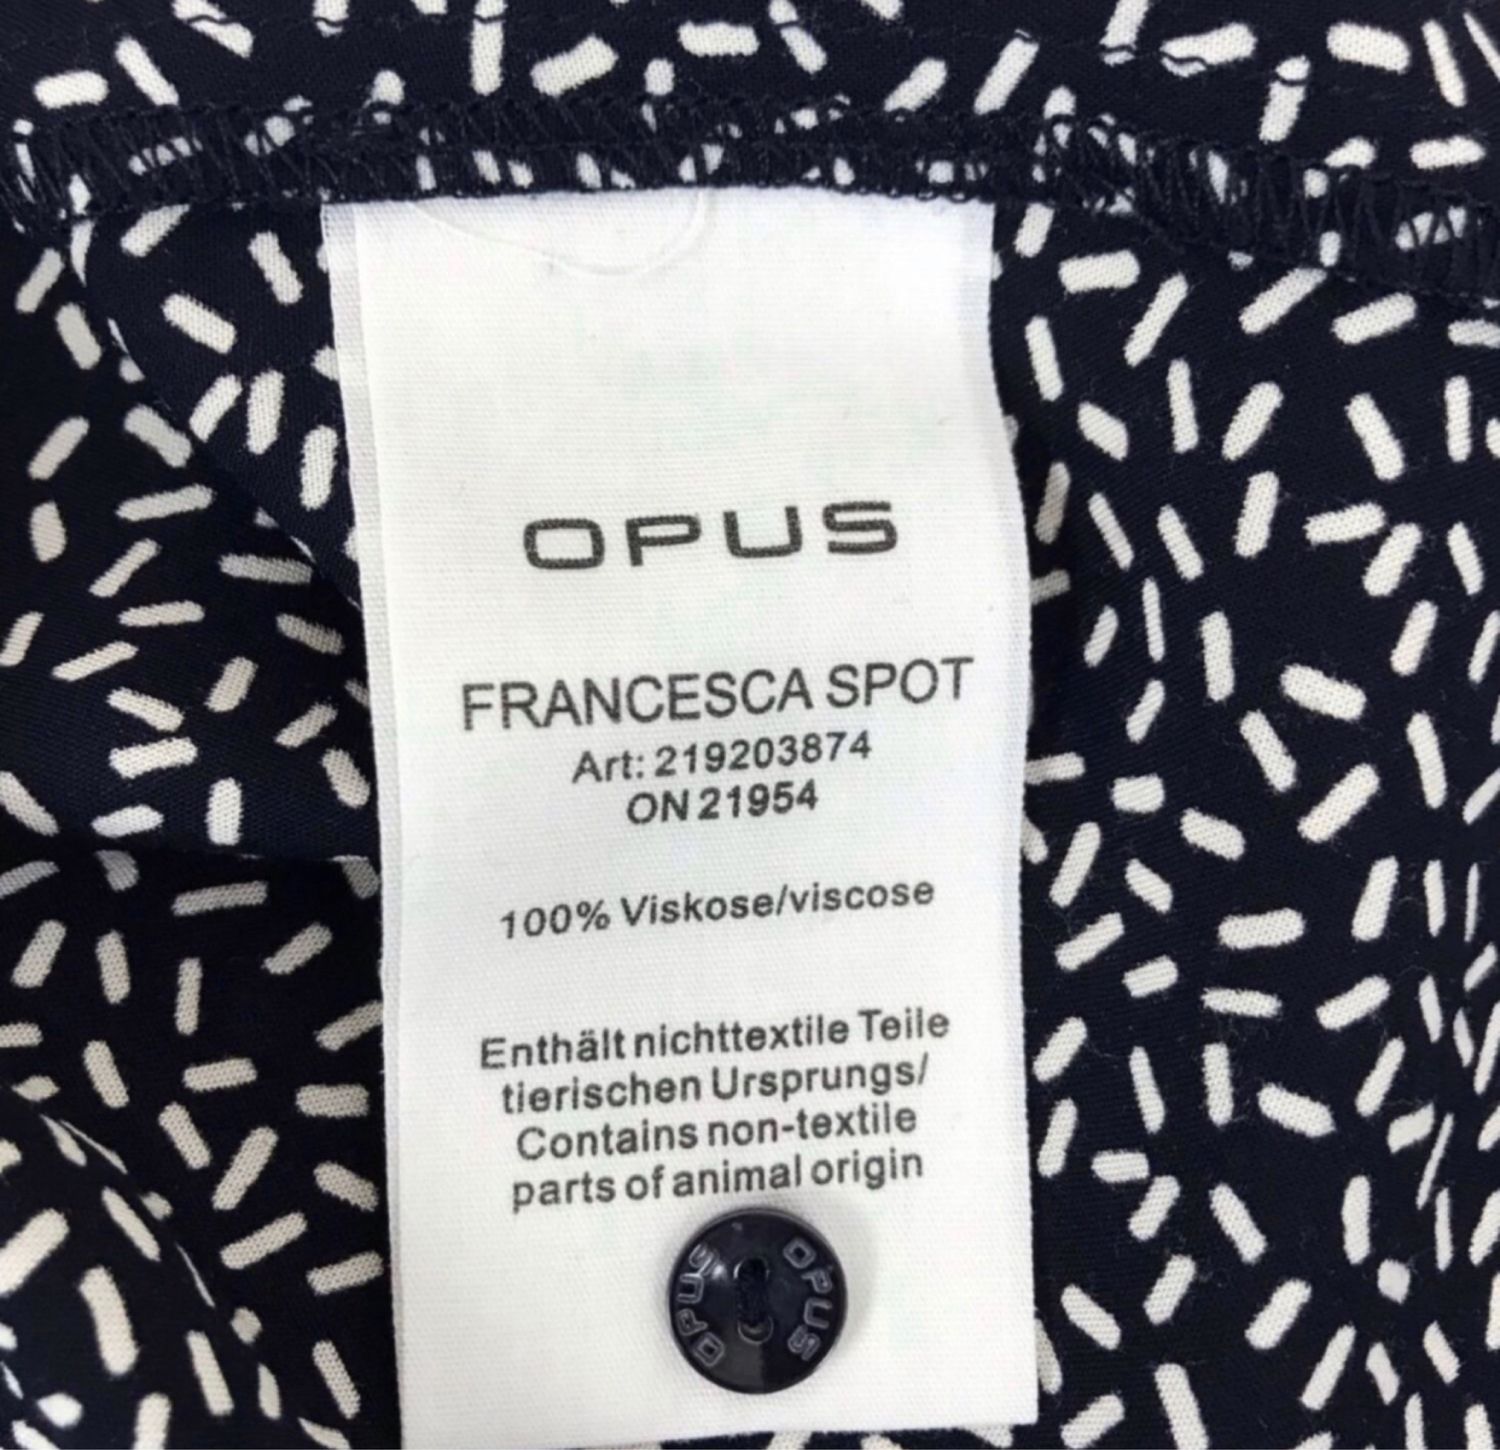 OPUS
FRANCESCA SPOT
Art: 219203874
ON 21954
100% Viskose/viscose
Enthält nichttextile Teile
tierischen Ursprungs/
Contains non-textile
parts of animal origin
OPUS
OPUS